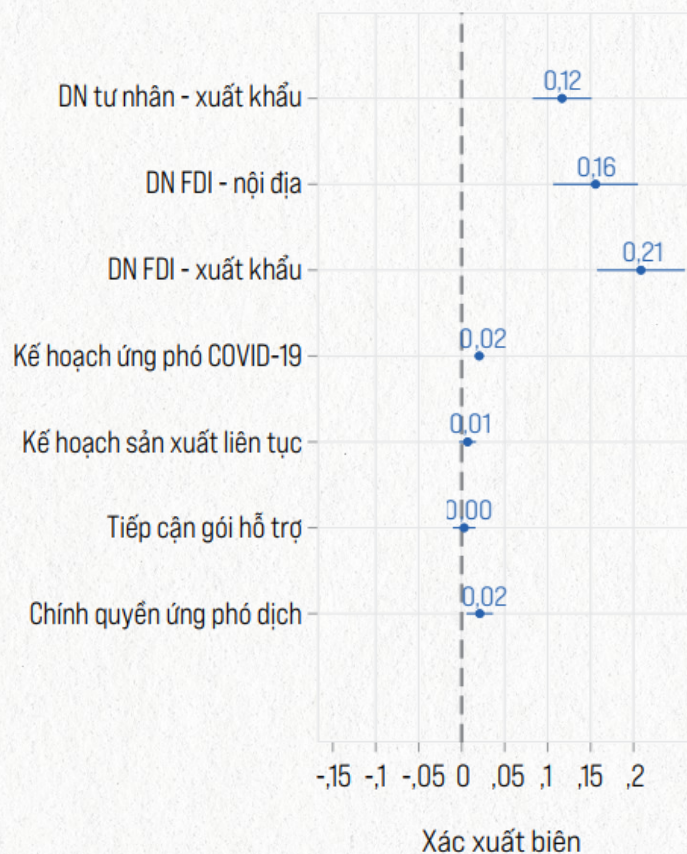 0,12
DN tư nhân - xuất khẩu
0,16
DN FDI - nội địa
0,21
DN FDI - xuất khẩu
0,02
Kế hoạch ứng phó COVID-19
0,01
Kế hoạch sản xuất liên tục
0,00
Tiếp cận gói hỗ trợ
0,02
Chính quyền ứng phó dịch
-,15 -,1 -,05 0 ,05 ,1 ,15 ,2
Xác xuất biên